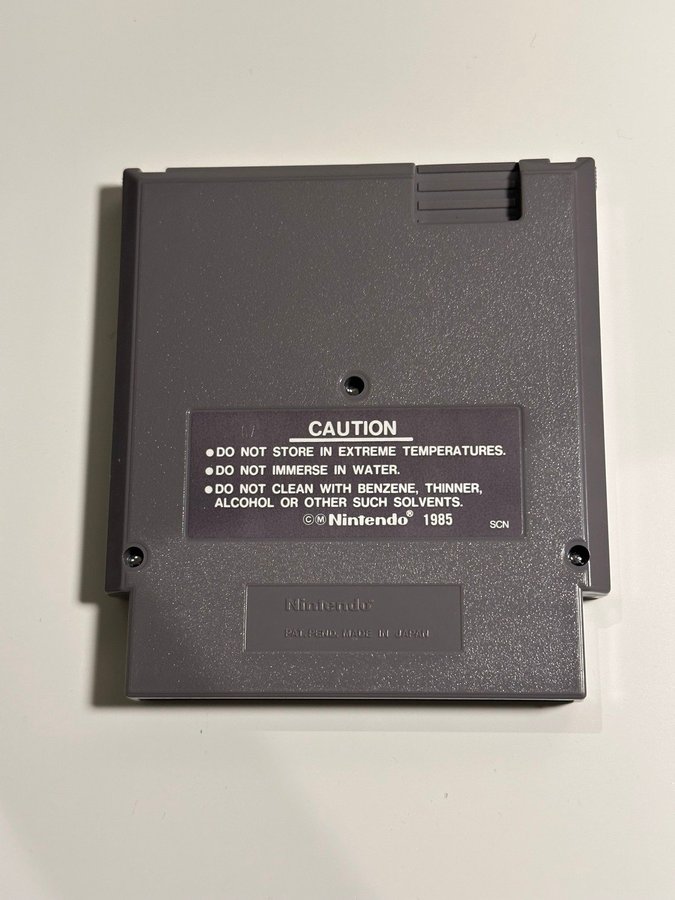 CAUTION
●DO NOT STORE IN EXTREME TEMPERATURES.
●DO NOT IMMERSE IN WATER.
●DO NOT CLEAN WITH BENZENE, THINNER,
ALCOHOL OR OTHER SUCH SOLVENTS.
©Ⓜ Nintendo® 1985
SCN
Nintendo®
PAT. PEND. MADE IN JAPAN